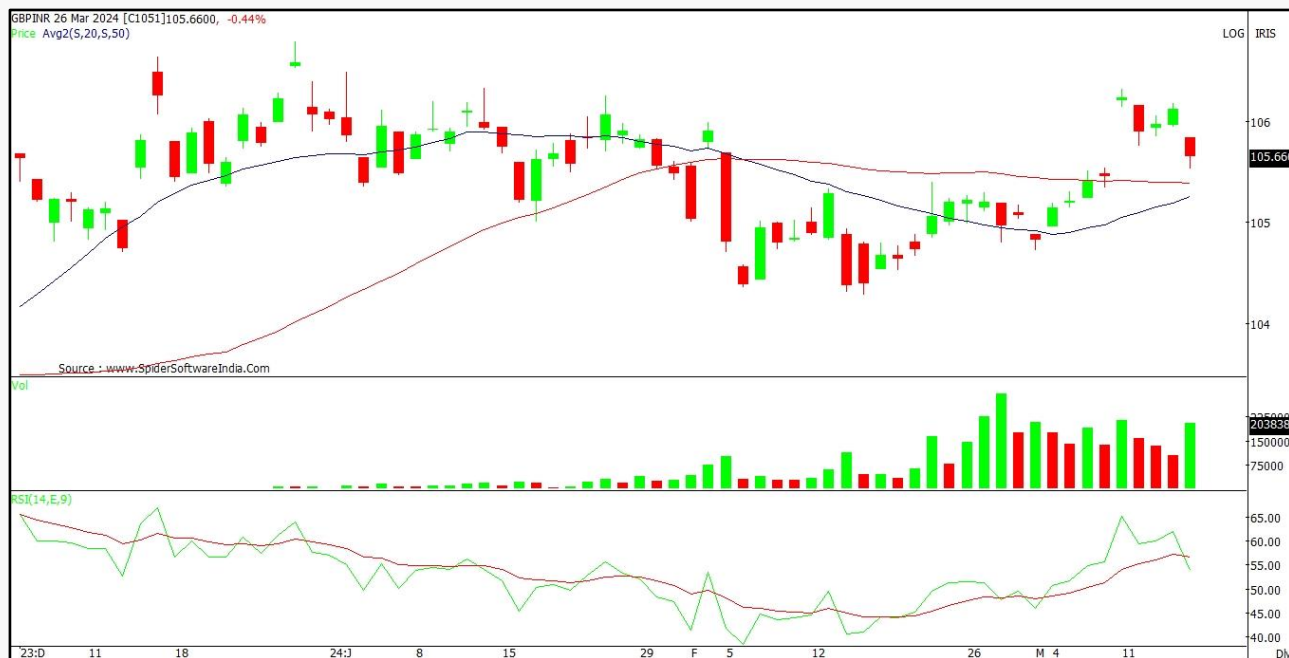 GBPINR 26 Mar 2024 [C1051]105.6600, -0.44%
Price Avg2(S,20,S,50)
LOG IRIS
106
105.660
105
104
Source : www.SpiderSoftwareIndia.Com
Vol
225000
203838
150000
75000
RSI(14,E,9)
65.00
60.00
55.00
50.00
45.00
40.00
23:D 11 18 24:J 8 15 29 F 5 12 26 M 4 11